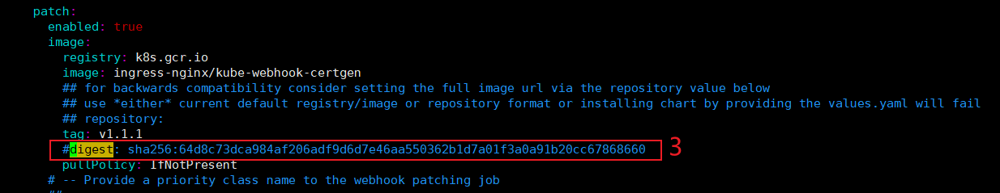 patch:
enabled: true
image:
registry: k8s.gcr.io
image: ingress-nginx/kube-webhook-certgen
## for backwards compatibility consider setting the full image url via the repository value below
## use *either* current default registry/image or repository format or installing chart by providing the values.yaml will fail
## repository:
tag: v1.1.1
#digest: sha256:64d8c73dca984af206adf9d6d7e46aa550362b1d7a01f3a0a91b20cc67868660 3
pullPolicy: IfNotPresent
# -- Provide a priority class name to the webhook patching job
##